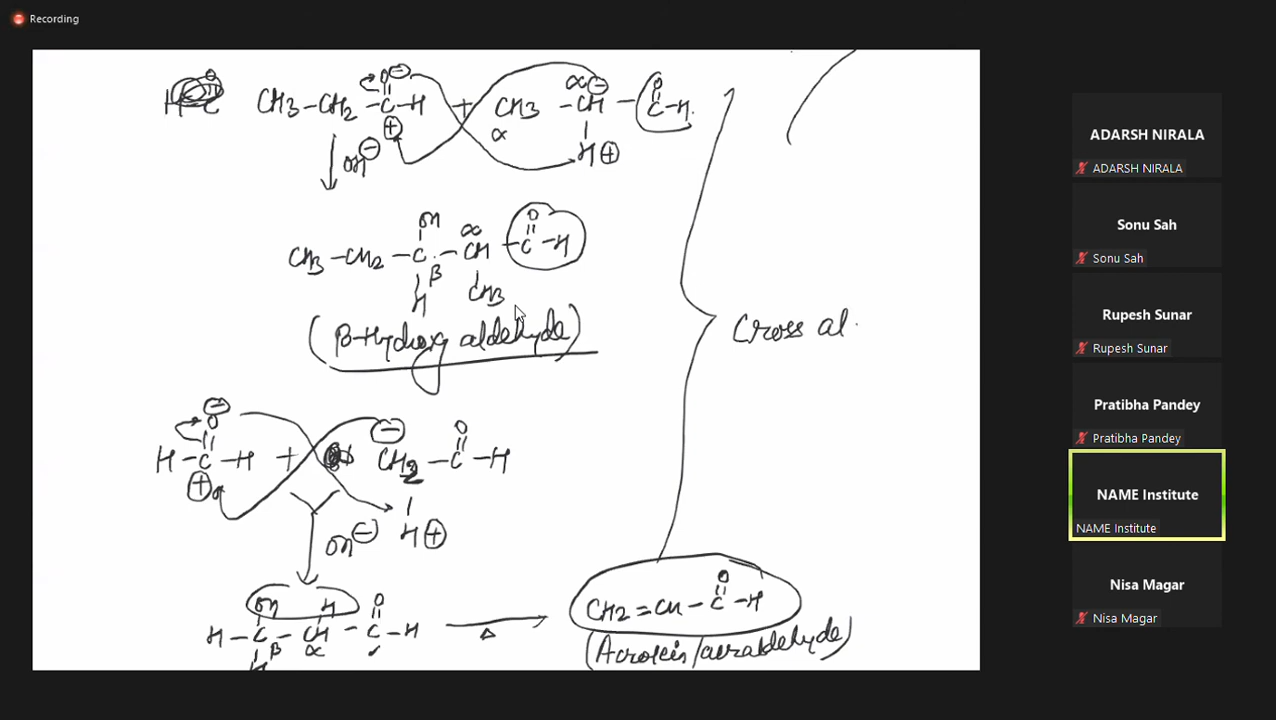 Recording
CH3-CH2-C-H + CH3-CH-C-H
O
O
α
α
H
OH
OH
O
α
CH3-CH2-C-CH-C-H
β
H
CH3
(β-Hydroxy aldehyde)
Cross al
O
O
H-C-H + CH2-C-H
H
OH
OH H O
H-C-CH-C-H
β α
H
Δ
O
CH2=CH-C-H
(Acrolein/acraldehyde)
ADARSH NIRALA
ADARSH NIRALA
Sonu Sah
Sonu Sah
Rupesh Sunar
Rupesh Sunar
Pratibha Pandey
Pratibha Pandey
NAME Institute
NAME Institute
Nisa Magar
Nisa Magar